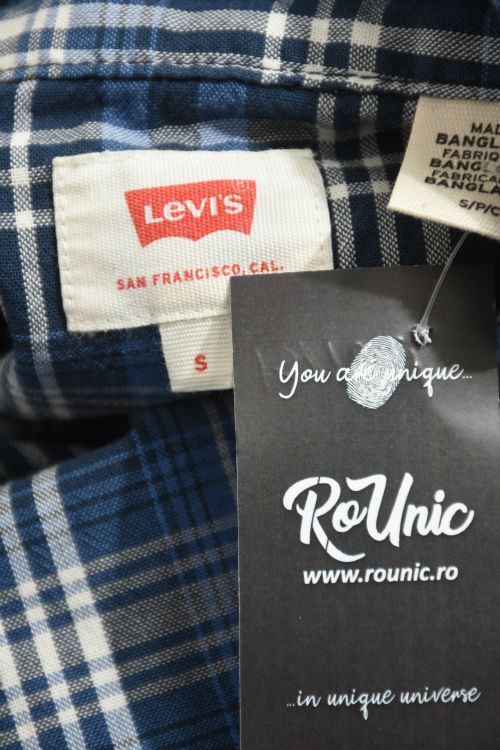 LEVI'S
SAN FRANCISCO, CAL.
S
MAD
BANGL
FABRIQ
BANG
FABRICA
BANGLA
S/P/C
You are unique...
RoUnic
www.rounic.ro
...in unique universe